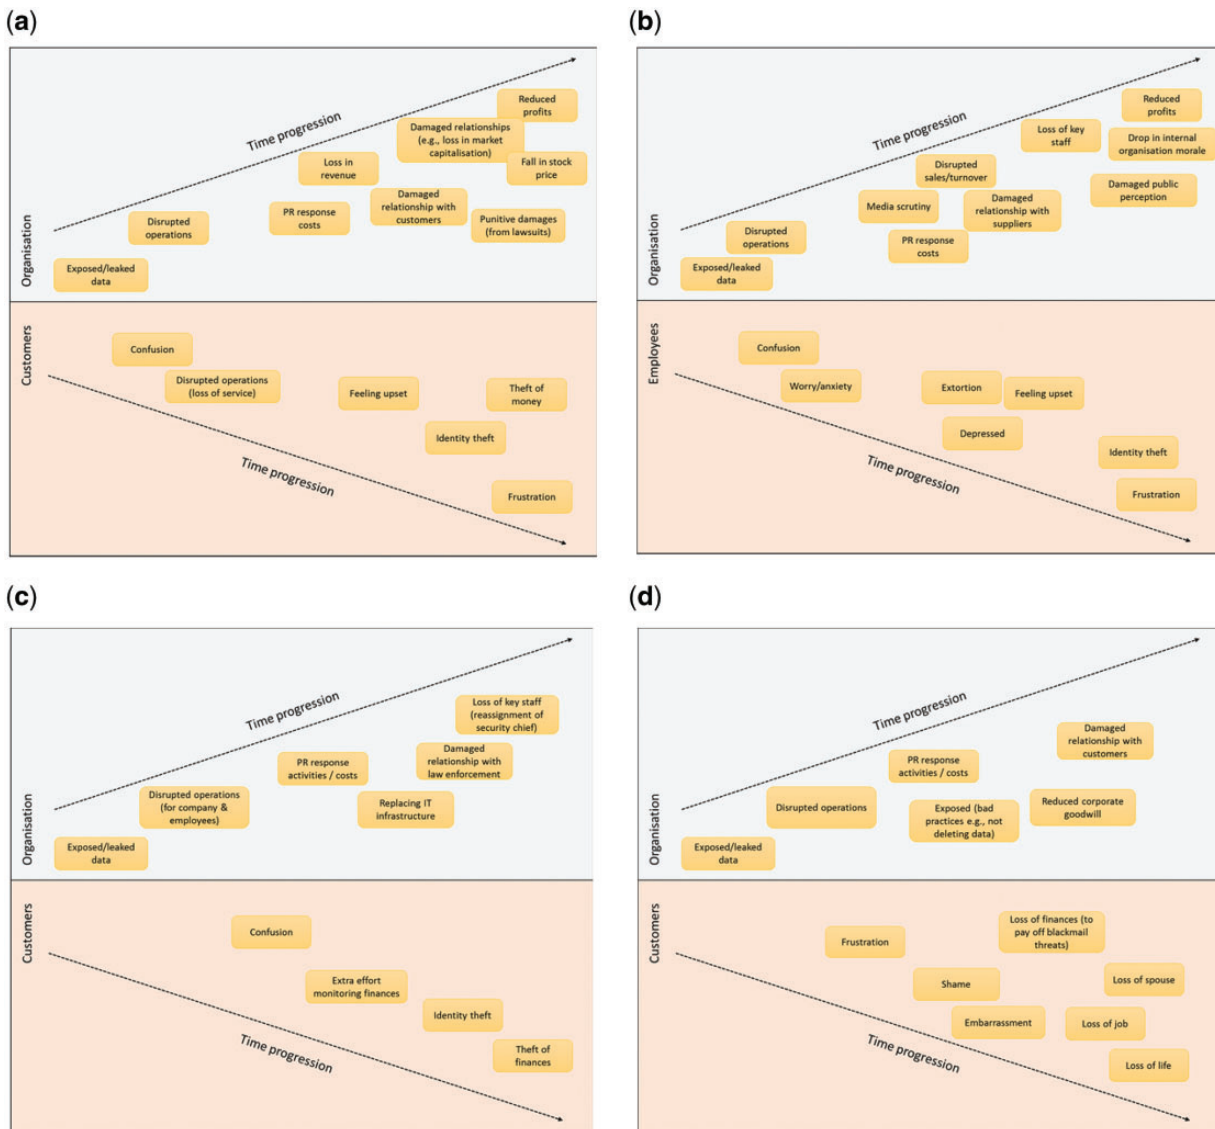 (a)
Time progression
Reduced
profits
Damaged relationships
(e.g., loss in market
capitalisation)
Loss in
revenue
Fall in stock
price
Damaged
relationship with
customers
PR response
costs
Punitive damages
(from lawsuits)
Disrupted
operations
Exposed/leaked
data
Organisation
Customers
Confusion
Disrupted operations
(loss of service)
Feeling upset
Theft of
money
Identity theft
Time progression
Frustration
(b)
Time progression
Reduced
profits
Loss of key
staff
Drop in internal
organisation morale
Disrupted
sales/turnover
Damaged public
perception
Media scrutiny
Damaged
relationship with
suppliers
Disrupted
operations
PR response
costs
Exposed/leaked
data
Organisation
Employees
Confusion
Worry/anxiety
Extortion
Feeling upset
Depressed
Identity theft
Time progression
Frustration
(c)
Time progression
Loss of key staff
(reassignment of
security chief)
Damaged
relationship with
law enforcement
PR response
activities / costs
Disrupted operations
(for company &
employees)
Replacing IT
infrastructure
Exposed/leaked
data
Organisation
Customers
Confusion
Extra effort
monitoring finances
Identity theft
Theft of
finances
Time progression
(d)
Time progression
Damaged
relationship with
customers
PR response
activities / costs
Disrupted operations
Exposed (bad
practices e.g., not
deleting data)
Reduced corporate
goodwill
Exposed/leaked
data
Organisation
Customers
Loss of finances (to
pay off blackmail
threats)
Frustration
Shame
Loss of spouse
Embarrassment
Loss of job
Time progression
Loss of life